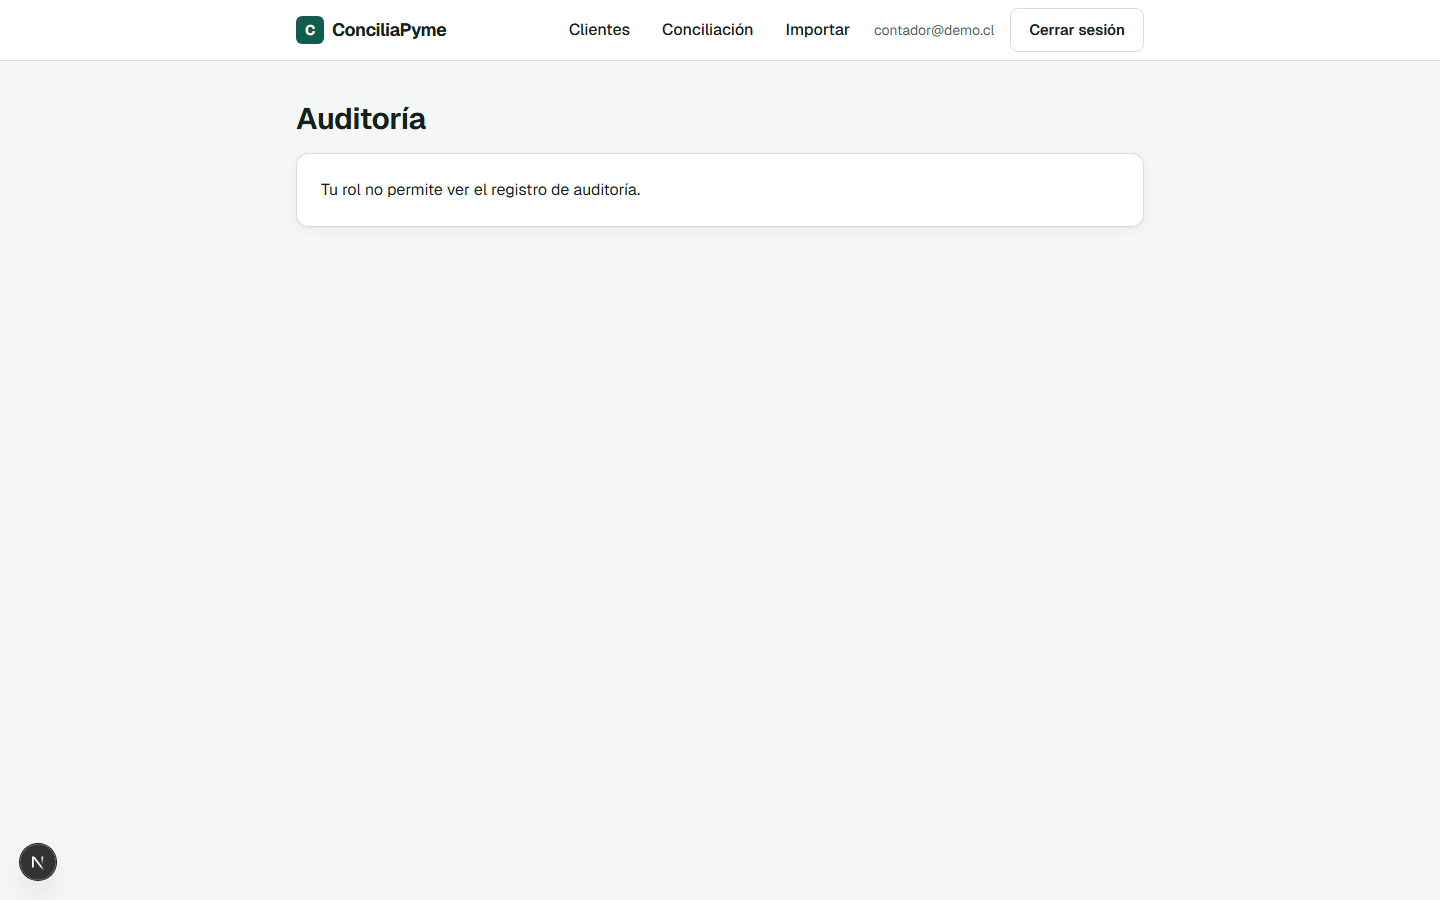 C ConciliaPyme Clientes Conciliación Importar contador@demo.cl Cerrar sesión
Auditoría
Tu rol no permite ver el registro de auditoría.
N